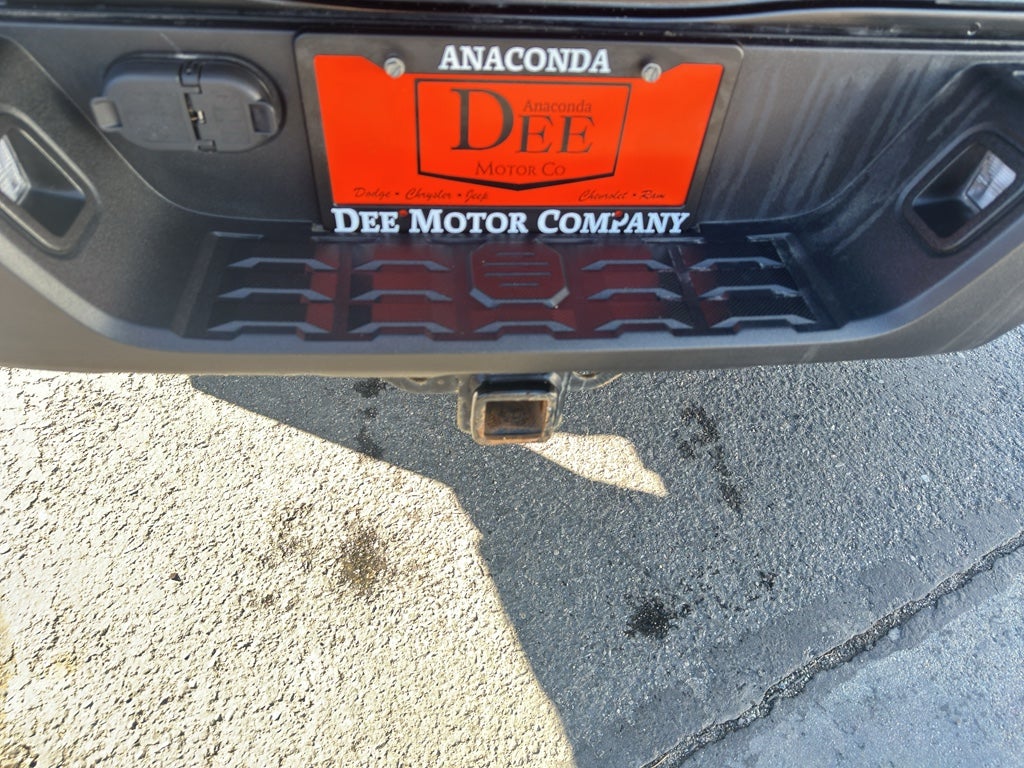 ANACONDA
Anaconda
DEE
MOTOR CO
Dodge • Chrysler • Jeep
Chevrolet • Ram
DEE MOTOR COMPANY